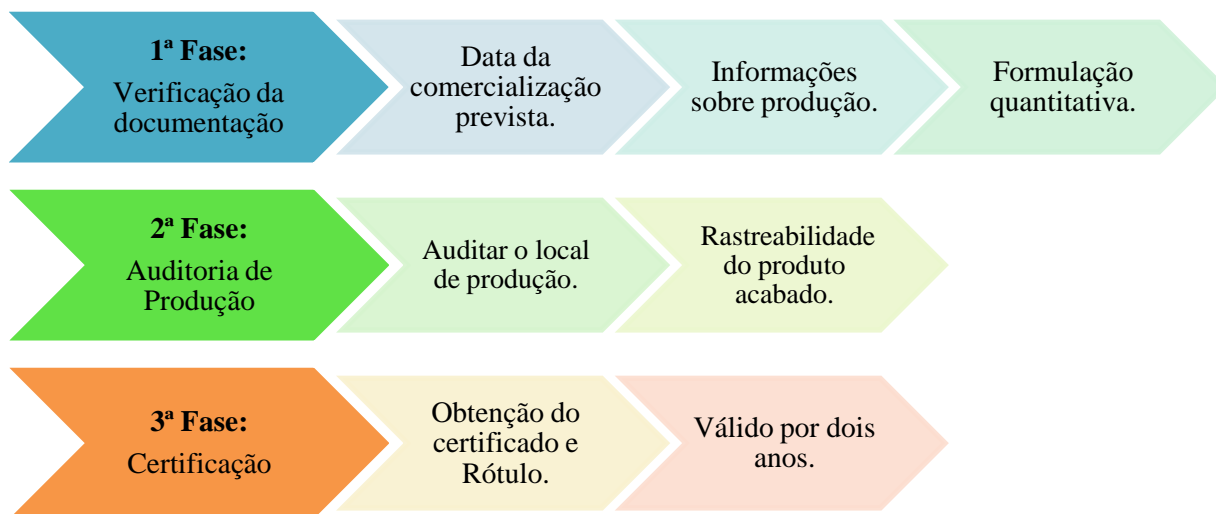 1ª Fase:
Verificação da
documentação
Data da
comercialização
prevista.
Informações
sobre produção.
Formulação
quantitativa.
2ª Fase:
Auditoria de
Produção
Auditar o local
de produção.
Rastreabilidade
do produto
acabado.
3ª Fase:
Certificação
Obtenção do
certificado e
Rótulo.
Válido por dois
anos.